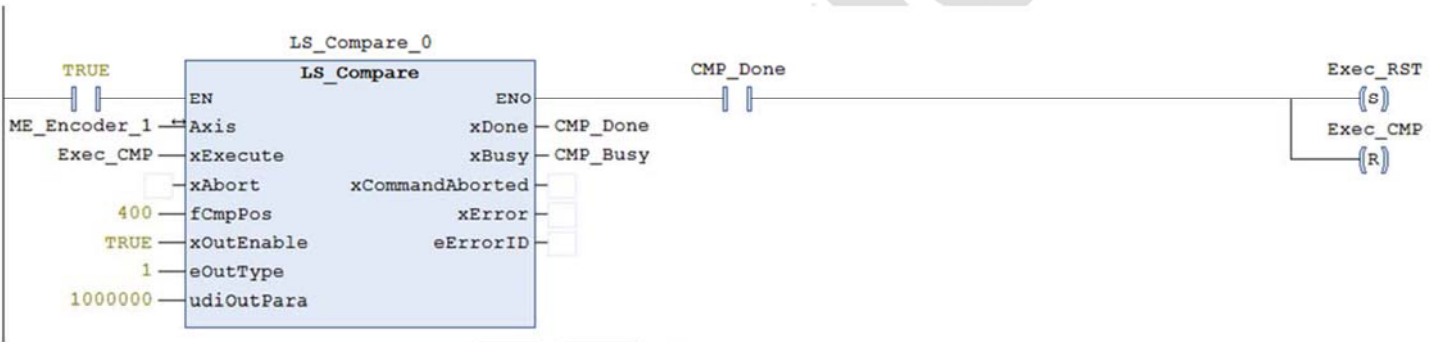 LS_Compare_0
TRUE LS_Compare CMP_Done Exec_RST
EN ENO S
ME_Encoder_1 Axis xDone CMP_Done Exec_CMP
Exec_CMP xExecute xBusy CMP_Busy R
xAbort xCommandAborted
400 fCmpPos xError
TRUE xOutEnable eErrorID
1 eOutType
1000000 udiOutPara